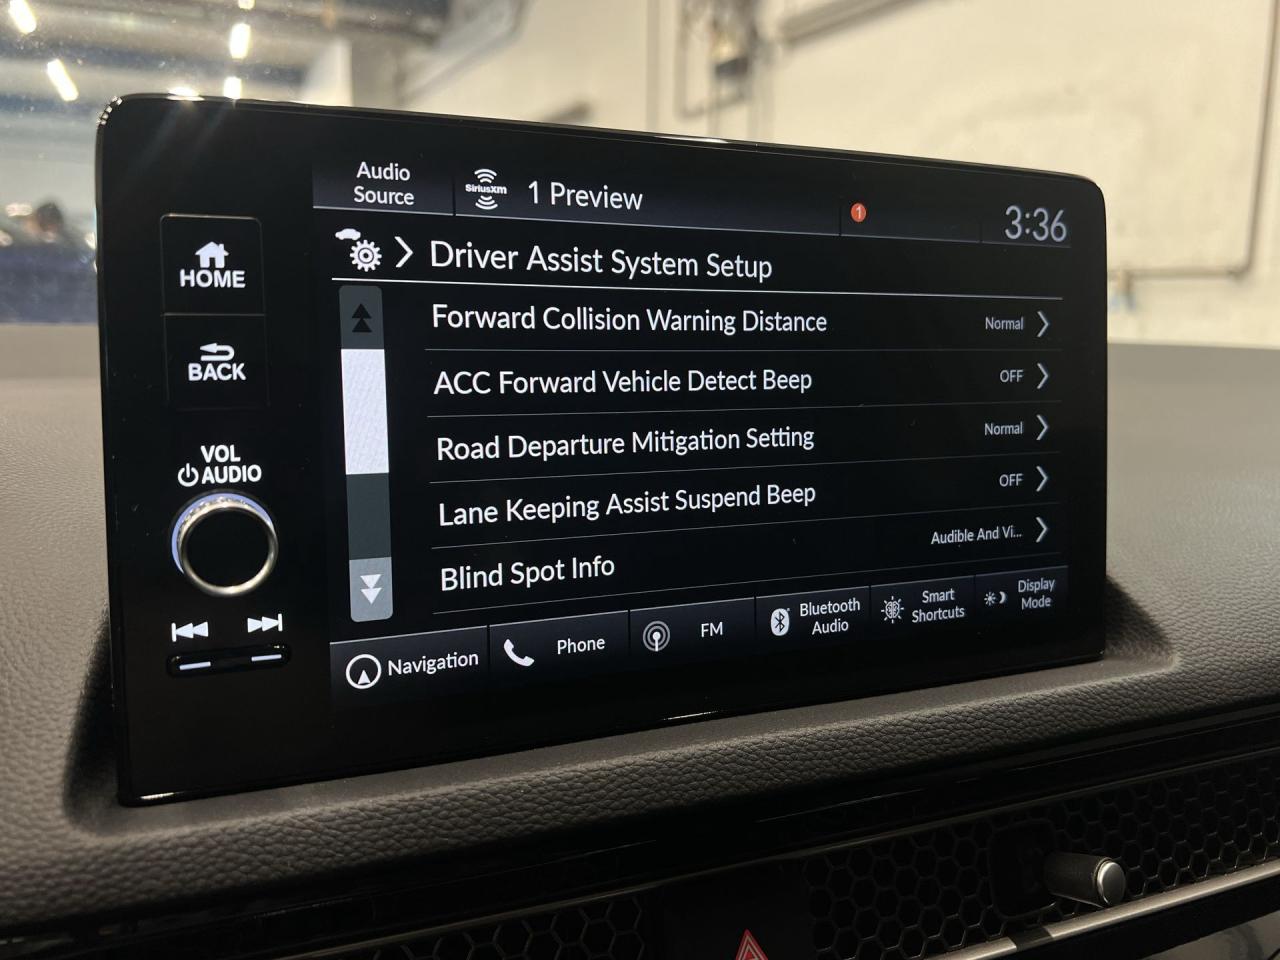 Audio
Source
SiriusXM
1 Preview
1
3:36
HOME
Driver Assist System Setup
Forward Collision Warning Distance
Normal
BACK
ACC Forward Vehicle Detect Beep
OFF
Road Departure Mitigation Setting
Normal
VOL
AUDIO
Lane Keeping Assist Suspend Beep
OFF
Blind Spot Info
Audible And Vi...
Navigation
Phone
FM
Bluetooth
Audio
Smart
Shortcuts
Display
Mode